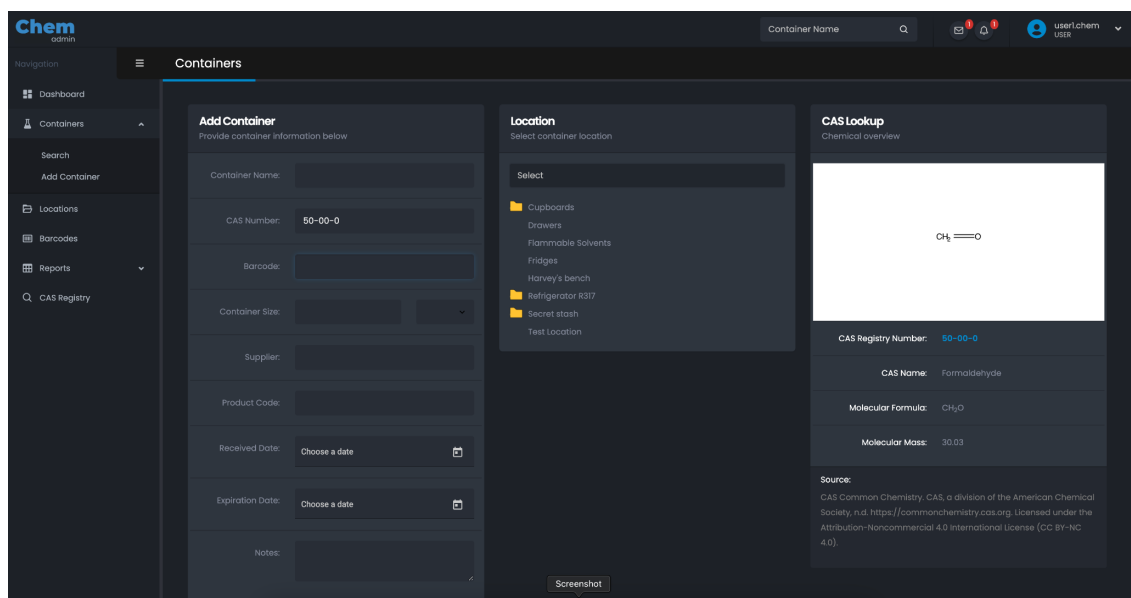 Chem
admin
Container Name
1
1
user1.chem
USER
Navigation
Containers
Dashboard
Containers
Search
Add Container
Locations
Barcodes
Reports
CAS Registry
Add Container
Provide container information below
Container Name:
CAS Number:
50-00-0
Barcode:
Container Size:
Supplier:
Product Code:
Received Date:
Choose a date
Expiration Date:
Choose a date
Notes:
Location
Select container location
Select
Cupboards
Drawers
Flammable Solvents
Fridges
Harvey's bench
Refrigerator R317
Secret stash
Test Location
CAS Lookup
Chemical overview
CH₂ O
CAS Registry Number: 50-00-0
CAS Name: Formaldehyde
Molecular Formula: CH₂O
Molecular Mass: 30.03
Source:
CAS Common Chemistry. CAS, a division of the American Chemical
Society, n.d. https://commonchemistry.cas.org. Licensed under the
Attribution-Noncommercial 4.0 International License (CC BY-NC
4.0).
Screenshot